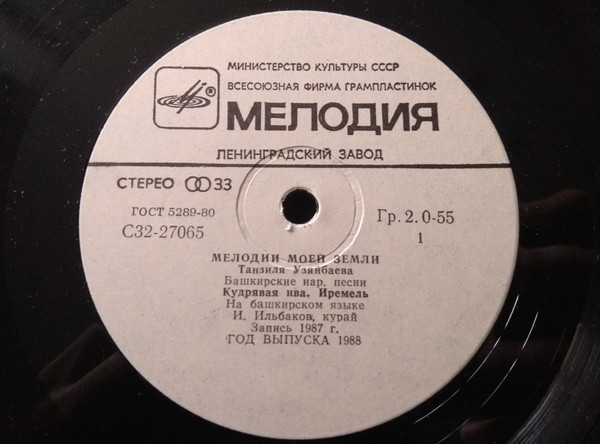 МИНИСТЕРСТВО КУЛЬТУРЫ СССР
ВСЕСОЮЗНАЯ ФИРМА ГРАМПЛАСТИНОК
®
МЕЛОДИЯ
ЛЕНИНГРАДСКИЙ ЗАВОД
СТЕРЕО 33
ГОСТ 5289-80
С32-27065
Гр. 2. 0-55
1
МЕЛОДИИ МОЕЙ ЗЕМЛИ
Танзиля Узянбаева
Башкирские нар. песни
Кудрявая ива. Иремель
На башкирском языке
И. Ильбаков, курай
Запись 1987 г.
ГОД ВЫПУСКА 1988